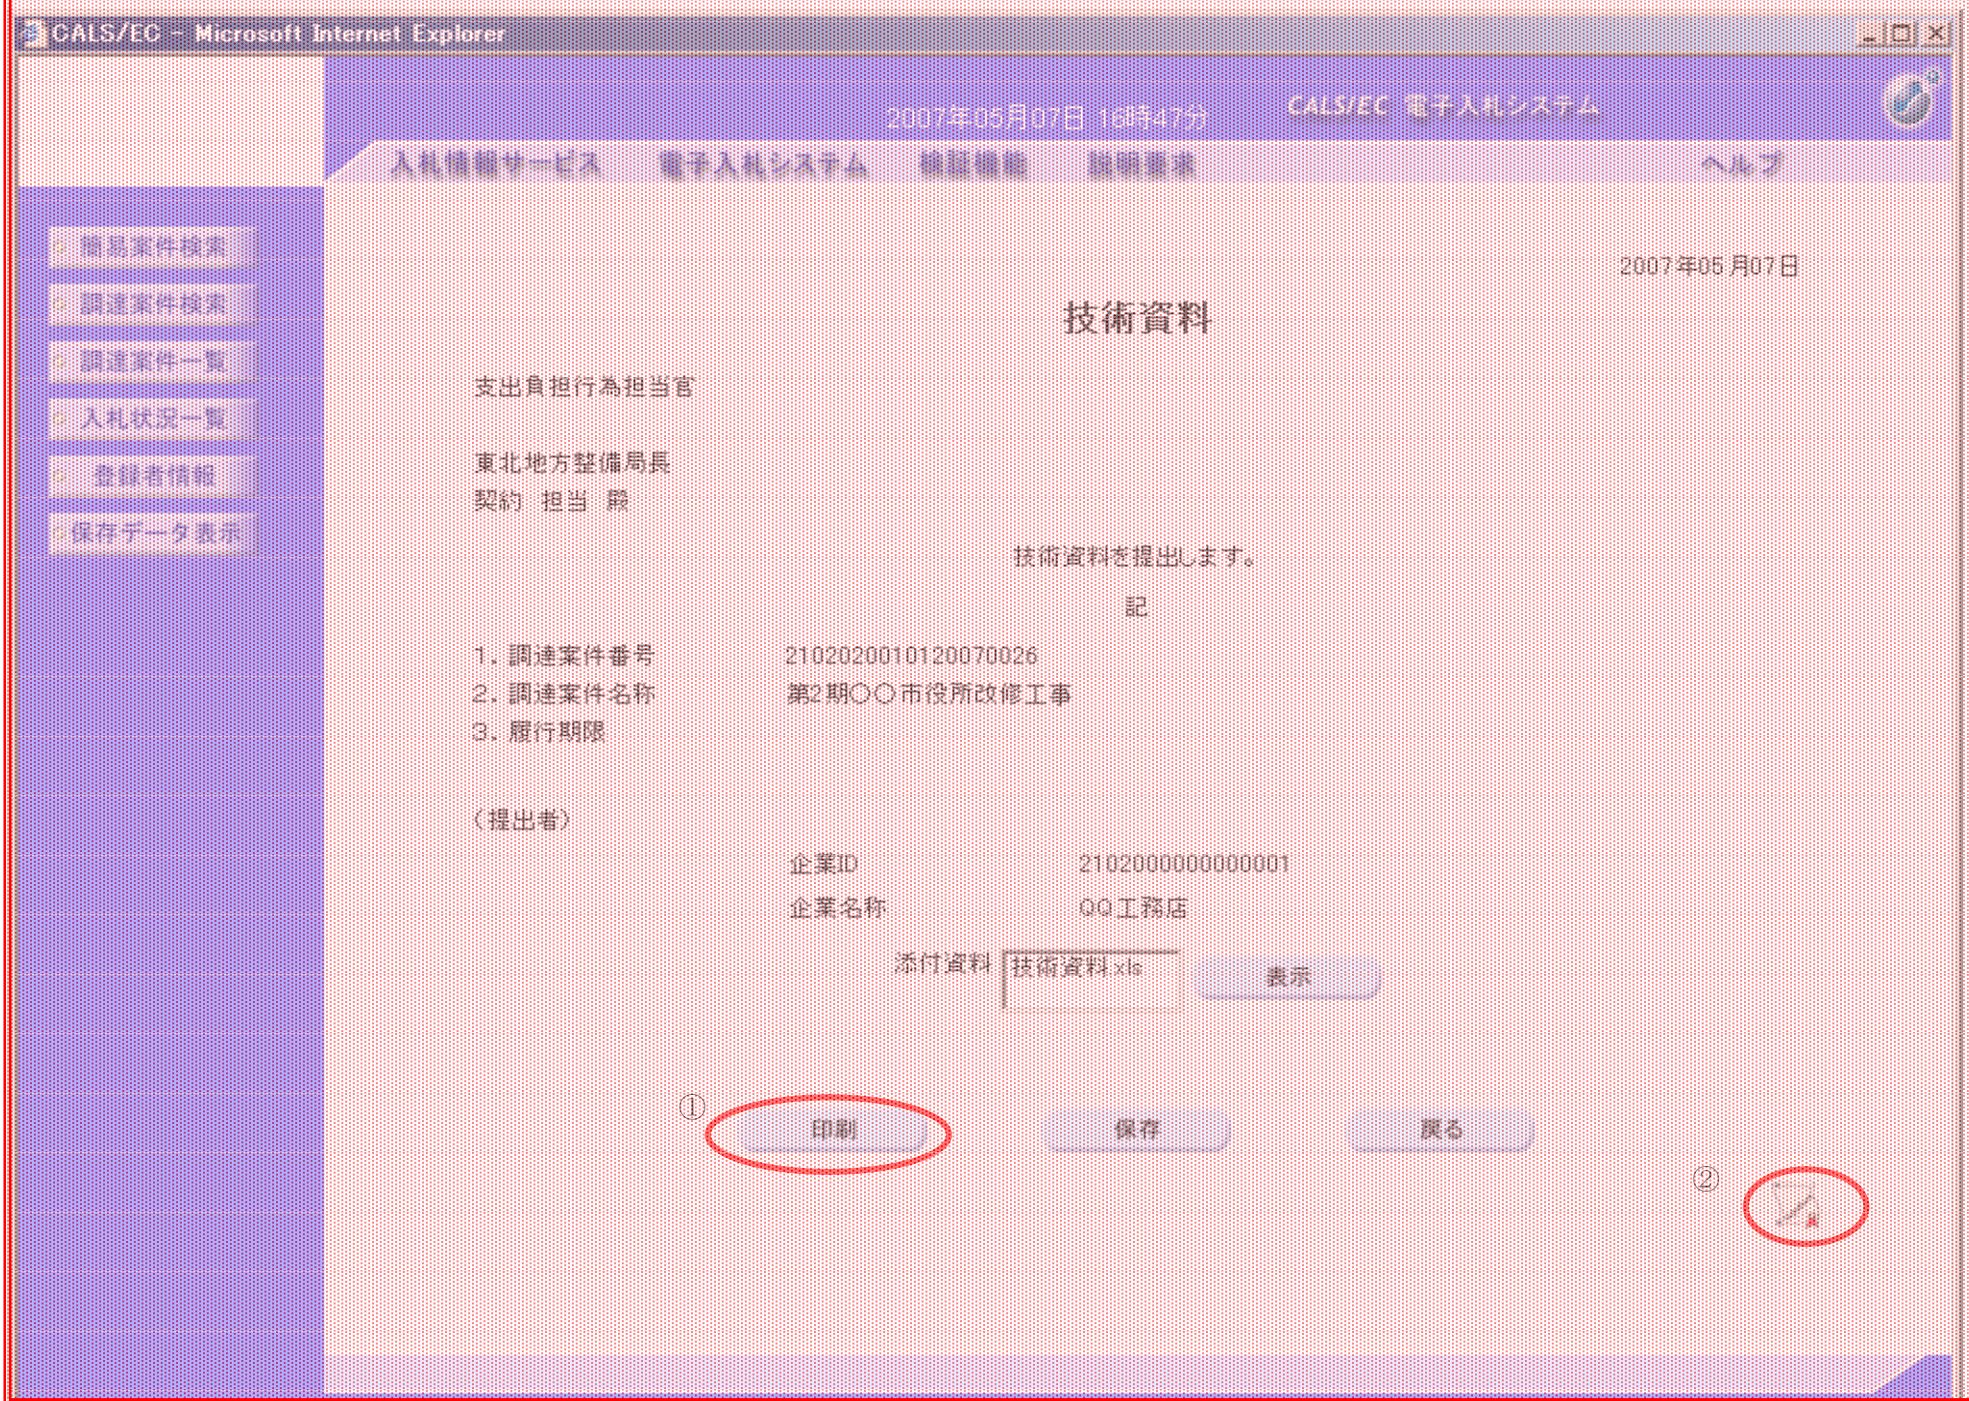 CALS/EC - Microsoft Internet Explorer
2007年05月07日 16時47分
CALS/EC 電子入札システム
入札情報サービス
電子入札システム
検証機能
説明要求
ヘルプ
簡易案件検索
調達案件検索
調達案件一覧
入札状況一覧
登録者情報
保存データ表示
2007年05月07日
技術資料
支出負担行為担当官
東北地方整備局長
契約 担当 殿
技術資料を提出します。
記
1. 調達案件番号 2102020010120070026
2. 調達案件名称 第2期〇〇市役所改修工事
3. 履行期限
(提出者)
企業ID 2102000000000001
企業名称 QQ工務店
添付資料 技術資料.xls 表示
① 印刷 保存 戻る
②